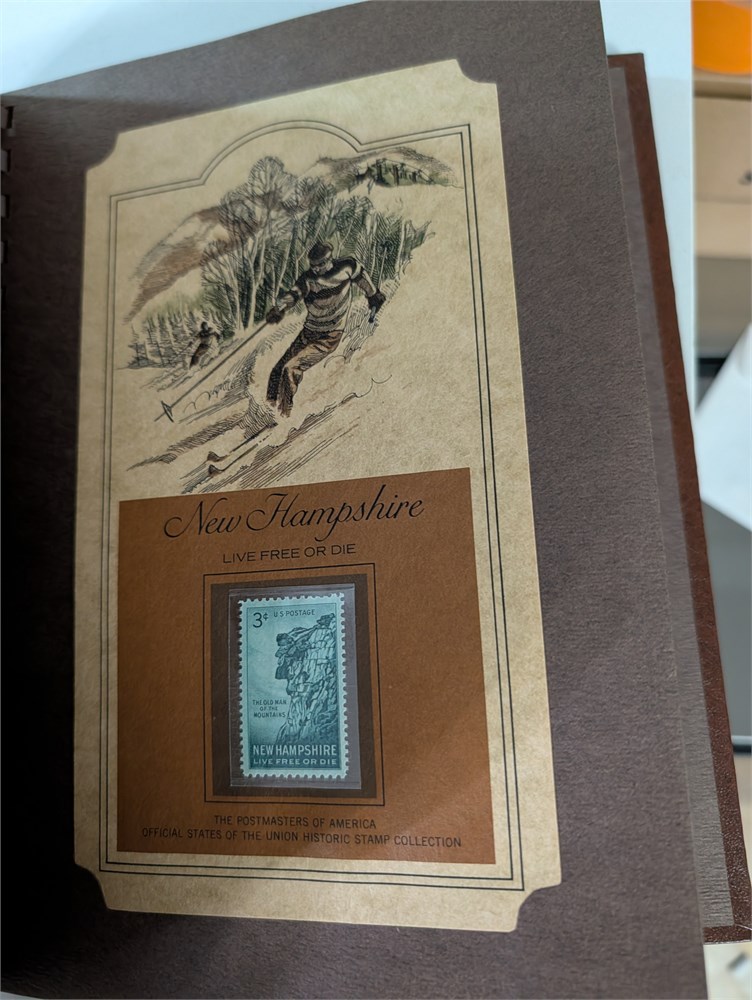 New Hampshire
LIVE FREE OR DIE
3¢ U S POSTAGE
THE OLD MAN
OF THE
MOUNTAINS
NEW HAMPSHIRE
LIVE FREE OR DIE
THE POSTMASTERS OF AMERICA
OFFICIAL STATES OF THE UNION HISTORIC STAMP COLLECTION